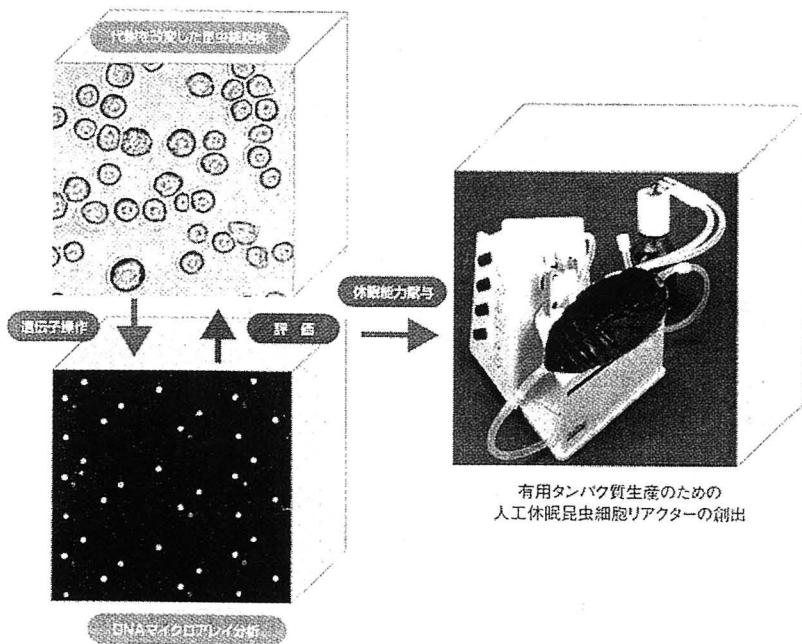 代謝を改変した昆虫細胞株
遺伝子操作
評 価
休眠能力賦与
DNAマイクロアレイ分析
有用タンパク質生産のための
人工休眠昆虫細胞リアクターの創出